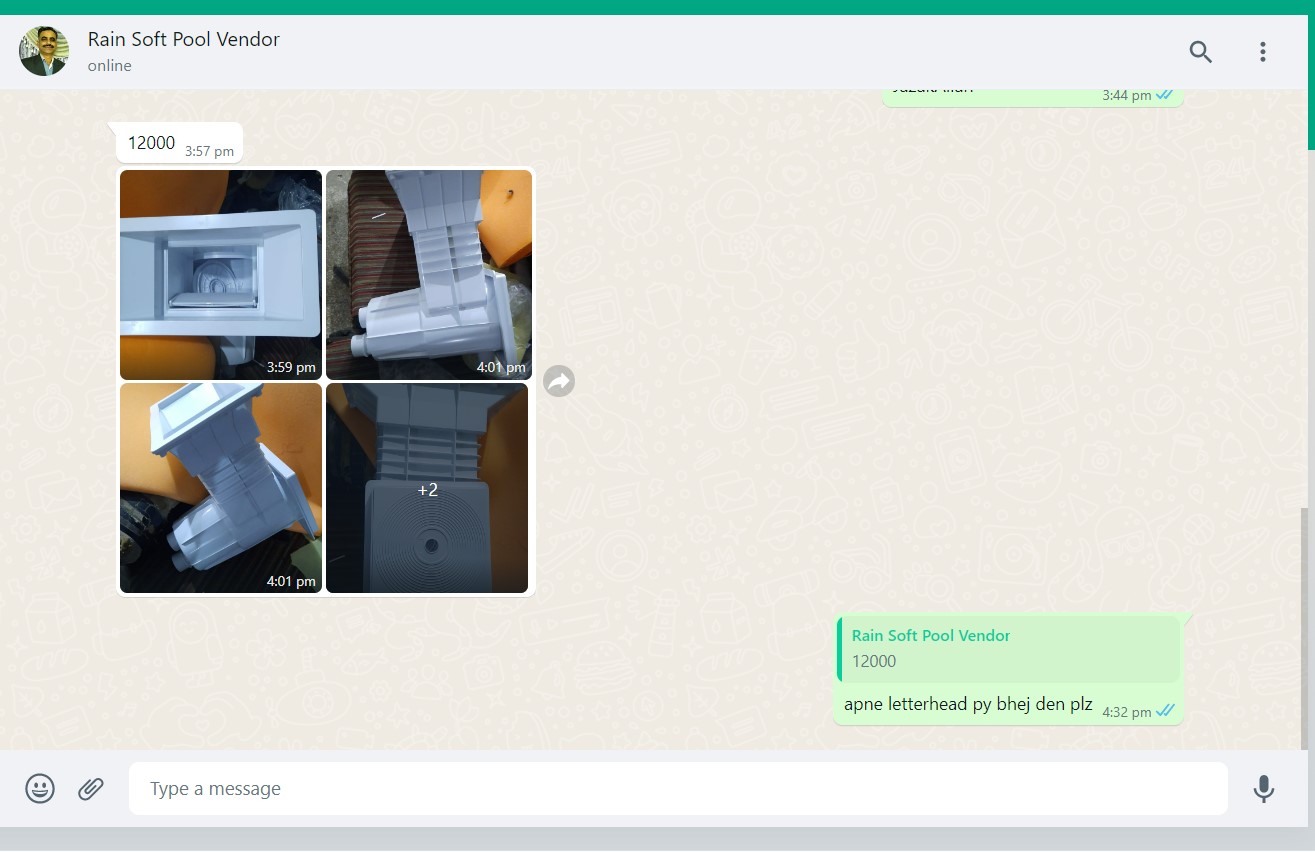 Rain Soft Pool Vendor
online
3:44 pm
12000 3:57 pm
3:59 pm
4:01 pm
4:01 pm
+2
Rain Soft Pool Vendor
12000
apne letterhead py bhej den plz 4:32 pm
Type a message